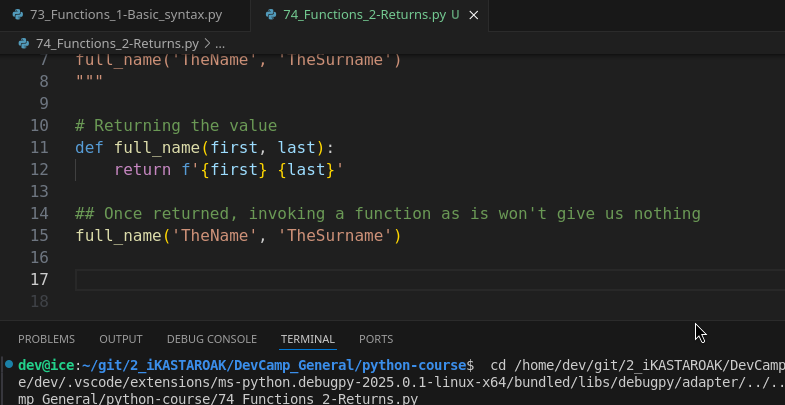 73_Functions_1-Basic_syntax.py
74_Functions_2-Returns.py U
74_Functions_2-Returns.py > ...
7 full_name('TheName', 'TheSurname')
8 """
9
10 # Returning the value
11 def full_name(first, last):
12 return f'{first} {last}'
13
14 ## Once returned, invoking a function as is won't give us nothing
15 full_name('TheName', 'TheSurname')
16
17
18
PROBLEMS OUTPUT DEBUG CONSOLE TERMINAL PORTS
dev@ice:~/git/2_iKASTAROAK/DevCamp_General/python-course$ cd /home/dev/git/2_iKASTAROAK/DevCamp
e/dev/.vscode/extensions/ms-python.debugpy-2025.0.1-linux-x64/bundled/libs/debugpy/adapter/../..
mp_General/python-course/74_Functions_2-Returns.py